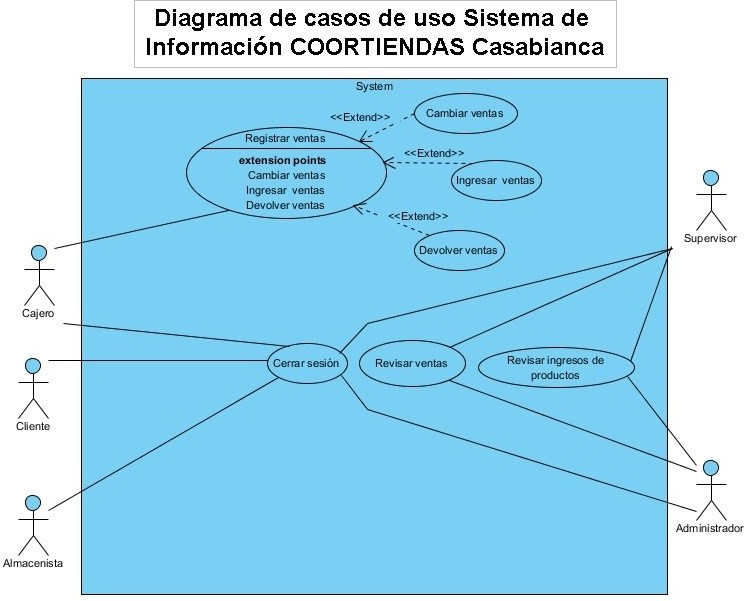 Diagrama de casos de uso Sistema de
Información COORTIENDAS Casabianca
System
<<Extend>>
Cambiar ventas
Registrar ventas
extension points
Cambiar ventas
Ingresar ventas
Devolver ventas
<<Extend>>
Ingresar ventas
<<Extend>>
Devolver ventas
Supervisor
Cajero
Cerrar sesión
Revisar ventas
Revisar ingresos de
productos
Cliente
Almacenista
Administrador